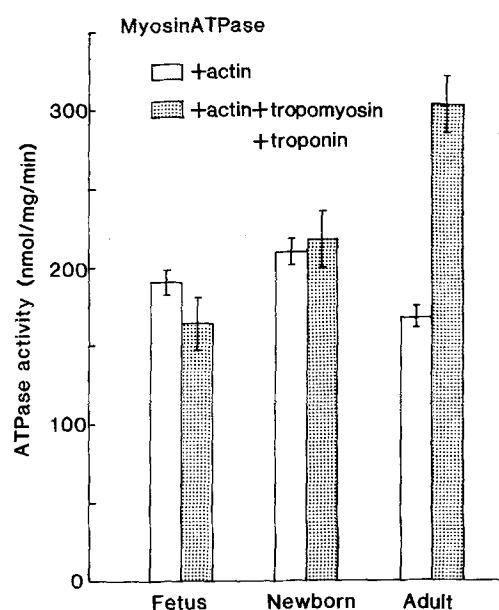 MyosinATPase
+actin
+actin+tropomyosin
+troponin
ATPase activity (nmol/mg/min)
300
200
100
0
Fetus Newborn Adult